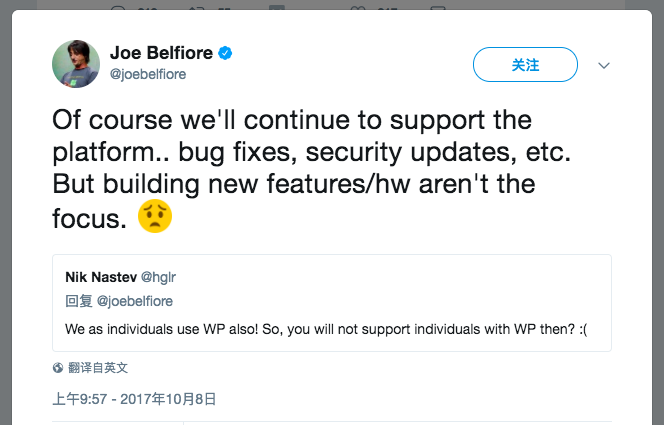 Joe Belfiore
@joebelfiore
关注
Of course we'll continue to support the
platform.. bug fixes, security updates, etc.
But building new features/hw aren't the
focus. 😟
Nik Nastev @hglr
回复 @joebelfiore
We as individuals use WP also! So, you will not support individuals with WP then? :(
翻译自英文
上午9:57 - 2017年10月8日